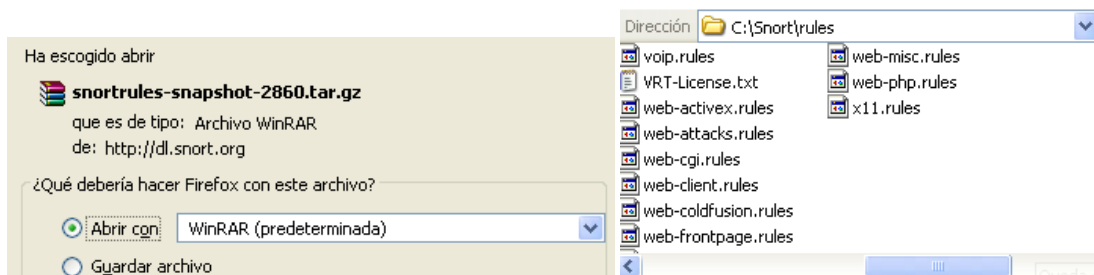 Ha escogido abrir
snortrules-snapshot-2860.tar.gz
que es de tipo: Archivo WinRAR
de: http://dl.snort.org
¿Qué debería hacer Firefox con este archivo?
Abrir con WinRAR (predeterminada)
Guardar archivo
Dirección C:\Snort\rules
voip.rules
VRT-License.txt
web-activex.rules
web-attacks.rules
web-cgi.rules
web-client.rules
web-coldfusion.rules
web-frontpage.rules
web-misc.rules
web-php.rules
x11.rules